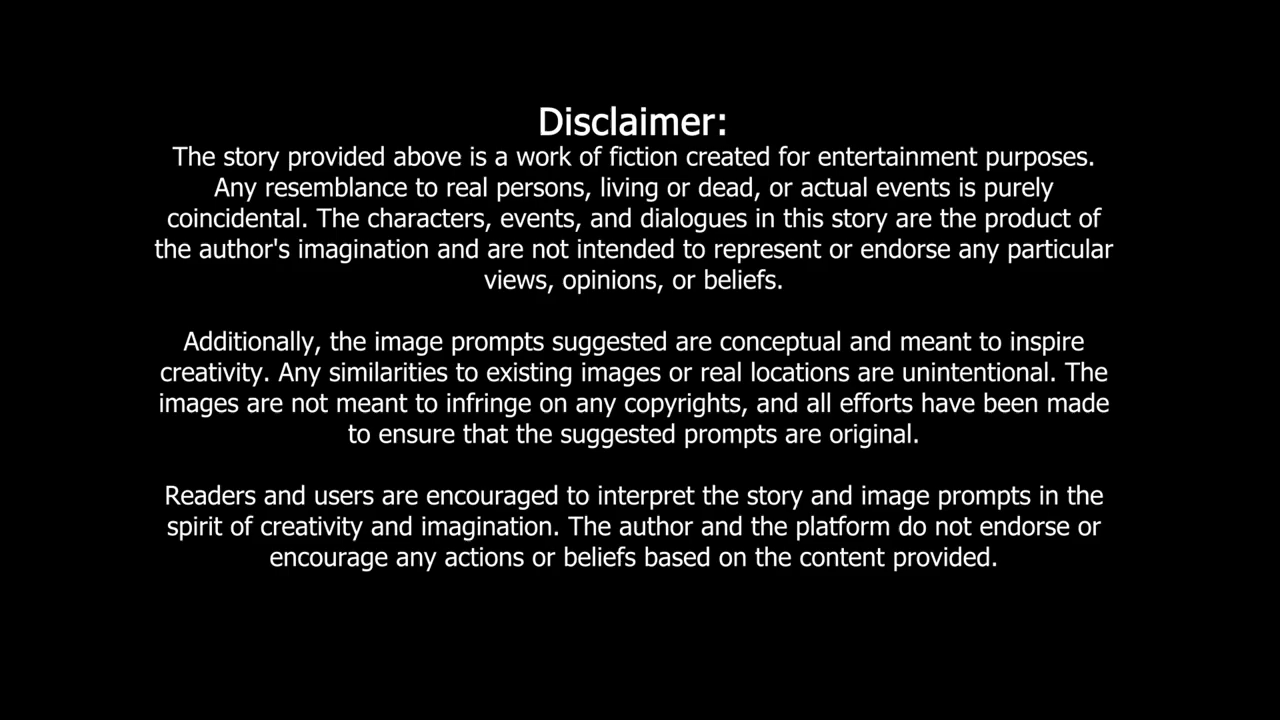 Disclaimer:
The story provided above is a work of fiction created for entertainment purposes.
Any resemblance to real persons, living or dead, or actual events is purely
coincidental. The characters, events, and dialogues in this story are the product of
the author's imagination and are not intended to represent or endorse any particular
views, opinions, or beliefs.
Additionally, the image prompts suggested are conceptual and meant to inspire
creativity. Any similarities to existing images or real locations are unintentional. The
images are not meant to infringe on any copyrights, and all efforts have been made
to ensure that the suggested prompts are original.
Readers and users are encouraged to interpret the story and image prompts in the
spirit of creativity and imagination. The author and the platform do not endorse or
encourage any actions or beliefs based on the content provided.